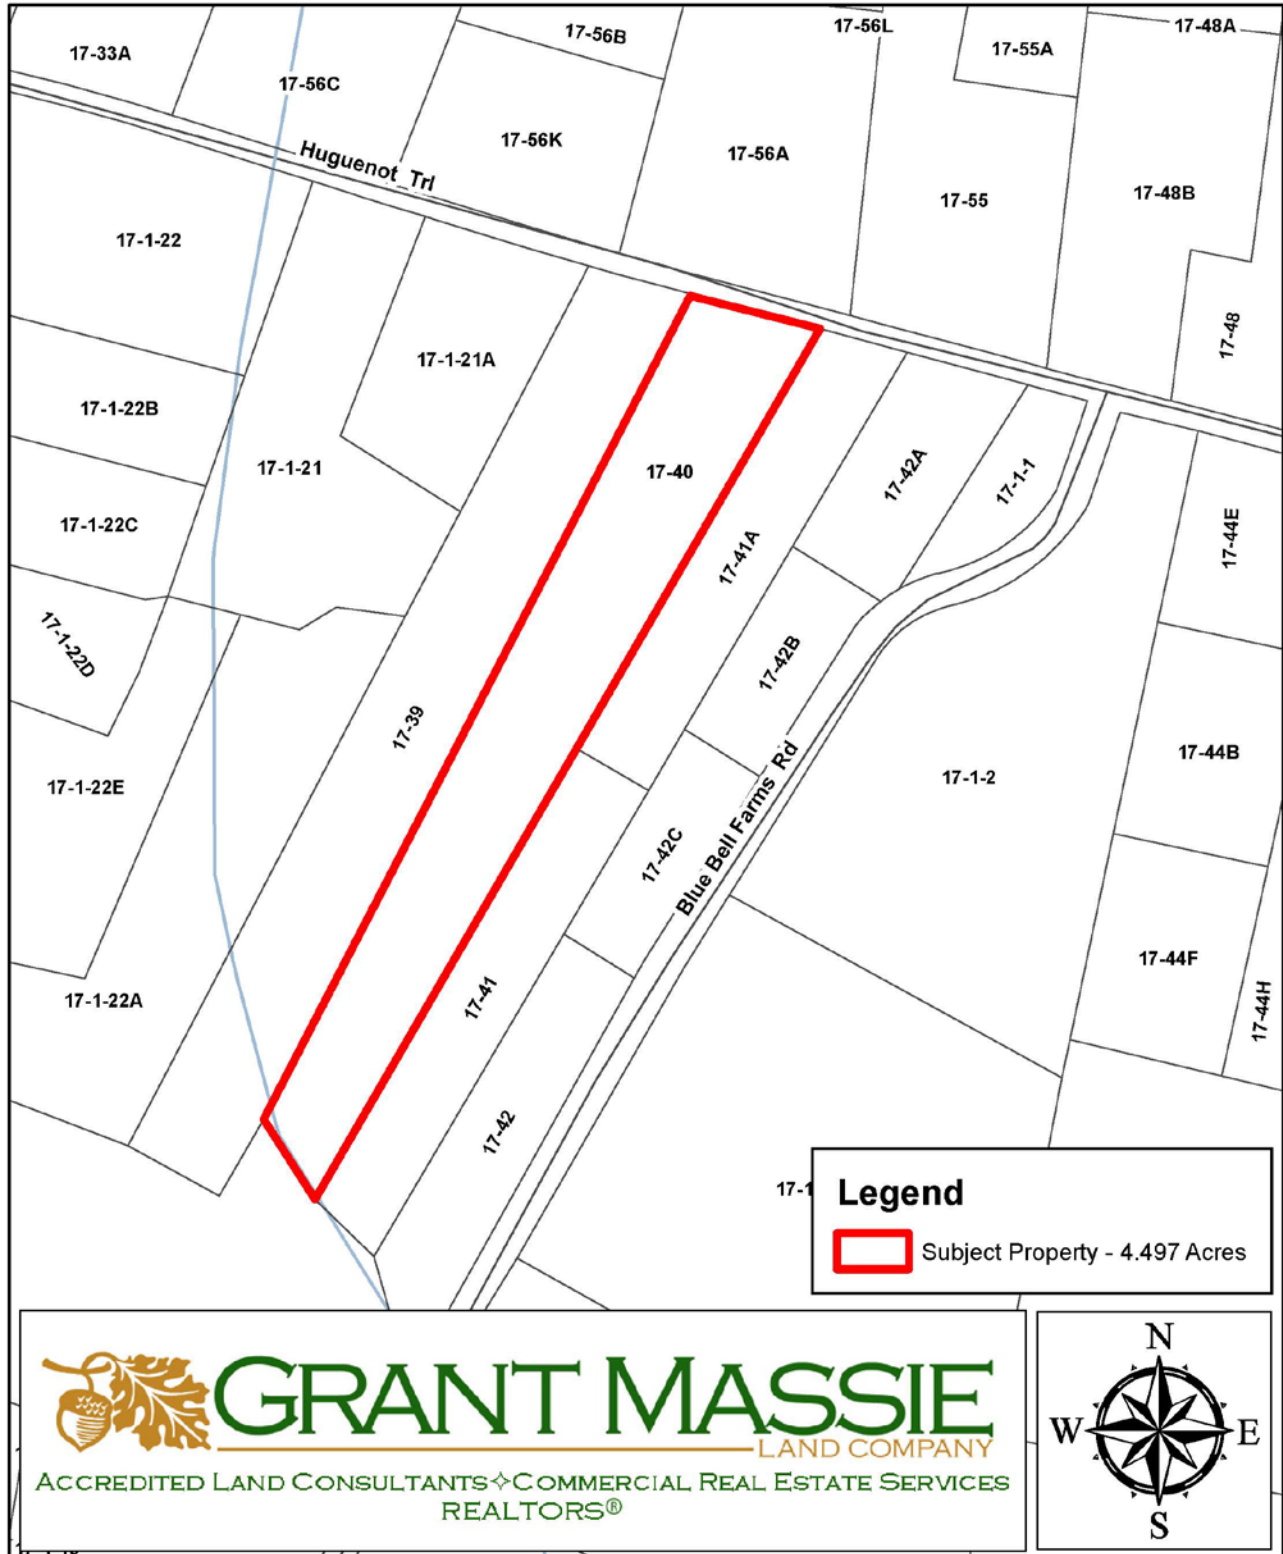 17-33A
17-56C
17-56B
17-56L
17-48A
17-55A
17-56K
17-56A
Huguenot Trl
17-55
17-48B
17-1-22
17-48
17-1-21A
17-1-22B
17-1-21
17-40
17-42A
17-1-1
17-1-22C
17-41A
17-44E
17-1-22D
17-42B
17-39
17-44B
17-1-2
17-1-22E
Blue Bell Farms Rd
17-42C
17-44F
17-1-22A
17-41
17-44H
17-42
17-1
Legend
Subject Property - 4.497 Acres
GRANT MASSIE
LAND COMPANY
ACCREDITED LAND CONSULTANTS✧COMMERCIAL REAL ESTATE SERVICES
REALTORS®
N
W E
S